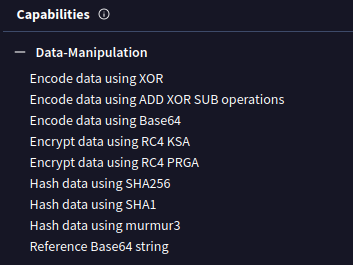 Capabilities
Data-Manipulation
Encode data using XOR
Encode data using ADD XOR SUB operations
Encode data using Base64
Encrypt data using RC4 KSA
Encrypt data using RC4 PRGA
Hash data using SHA256
Hash data using SHA1
Hash data using murmur3
Reference Base64 string